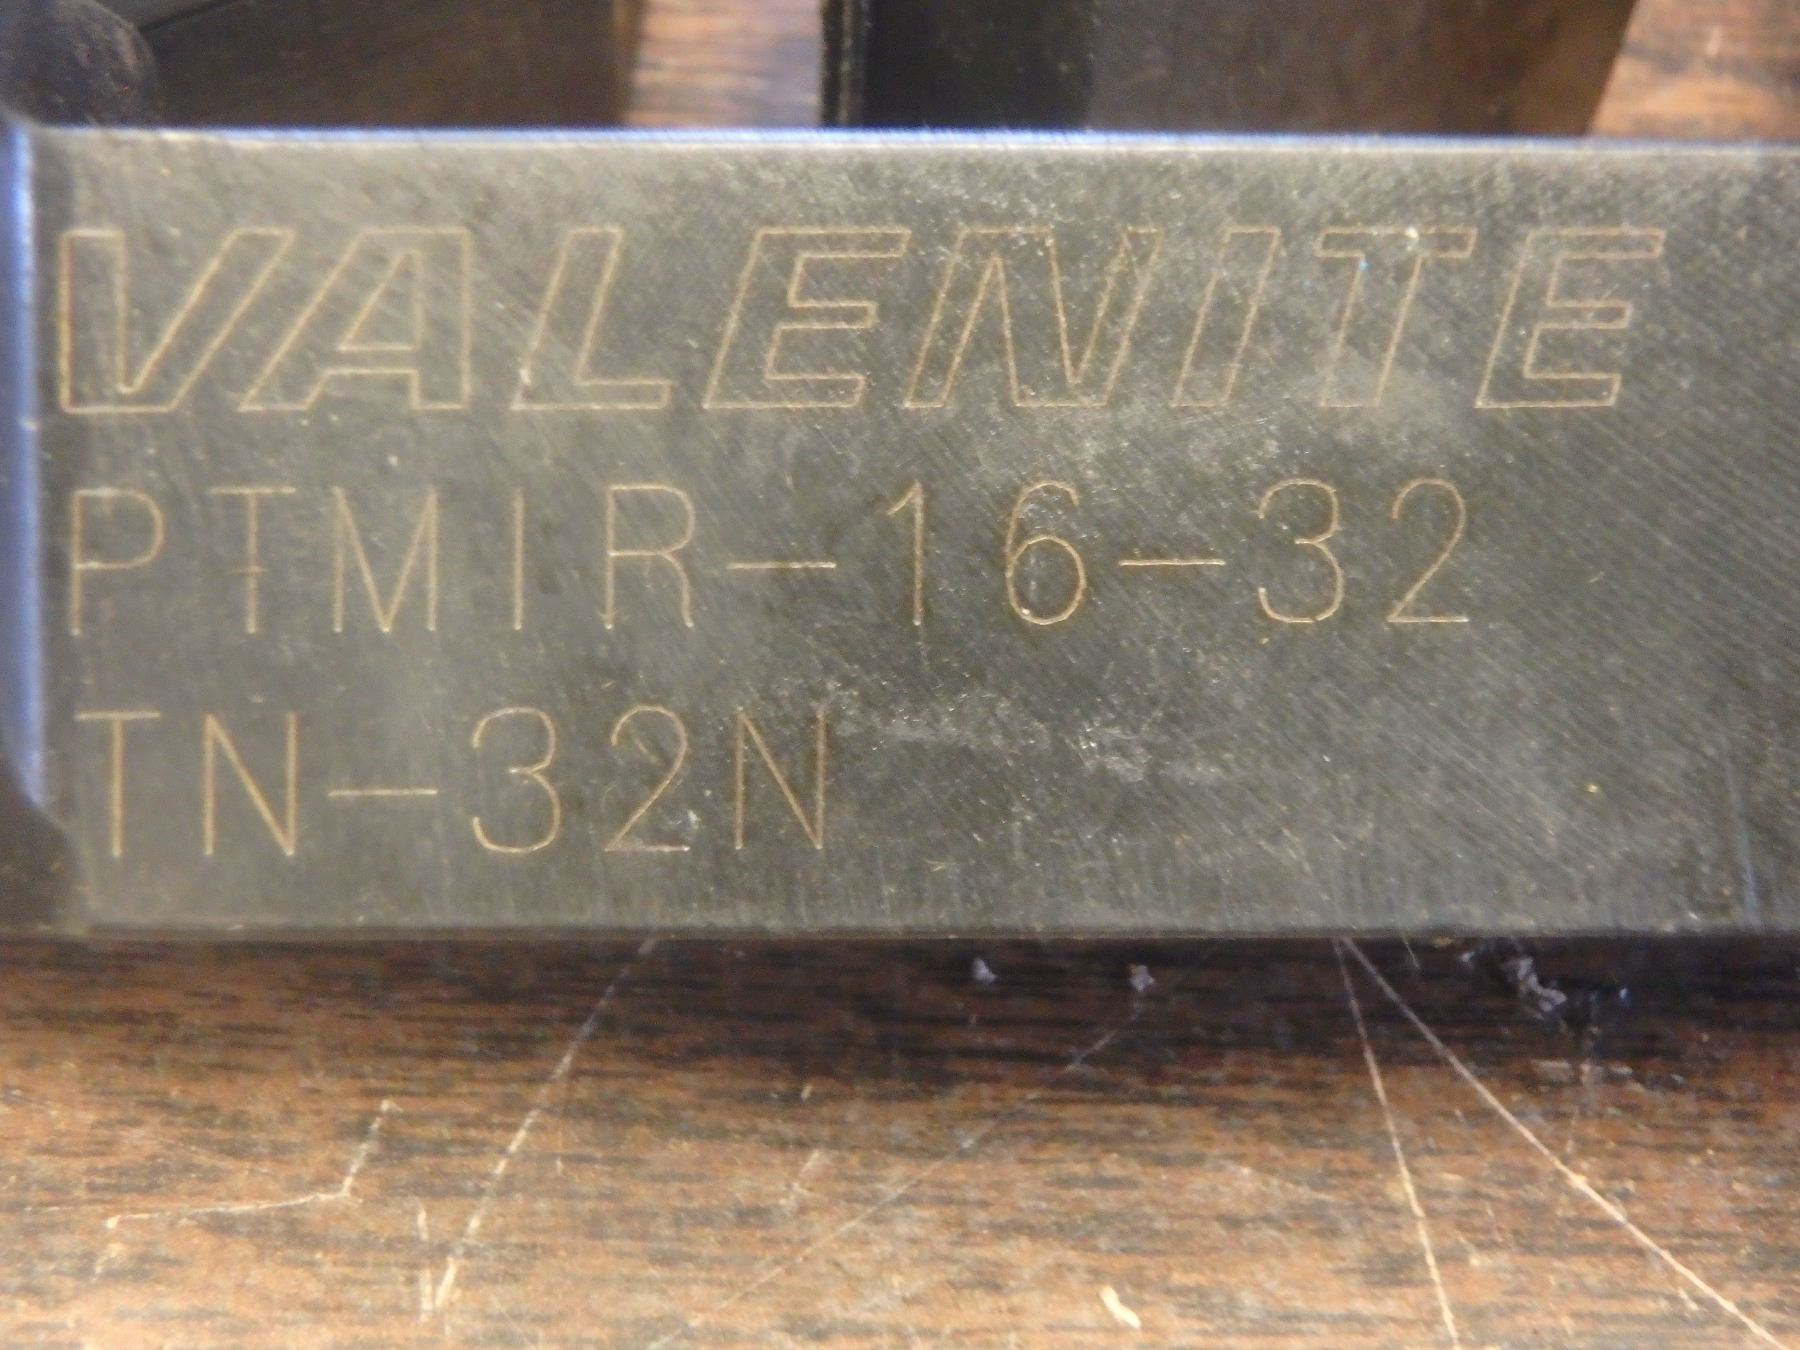 VALENITE
PTMIR-16-32
TN-32N